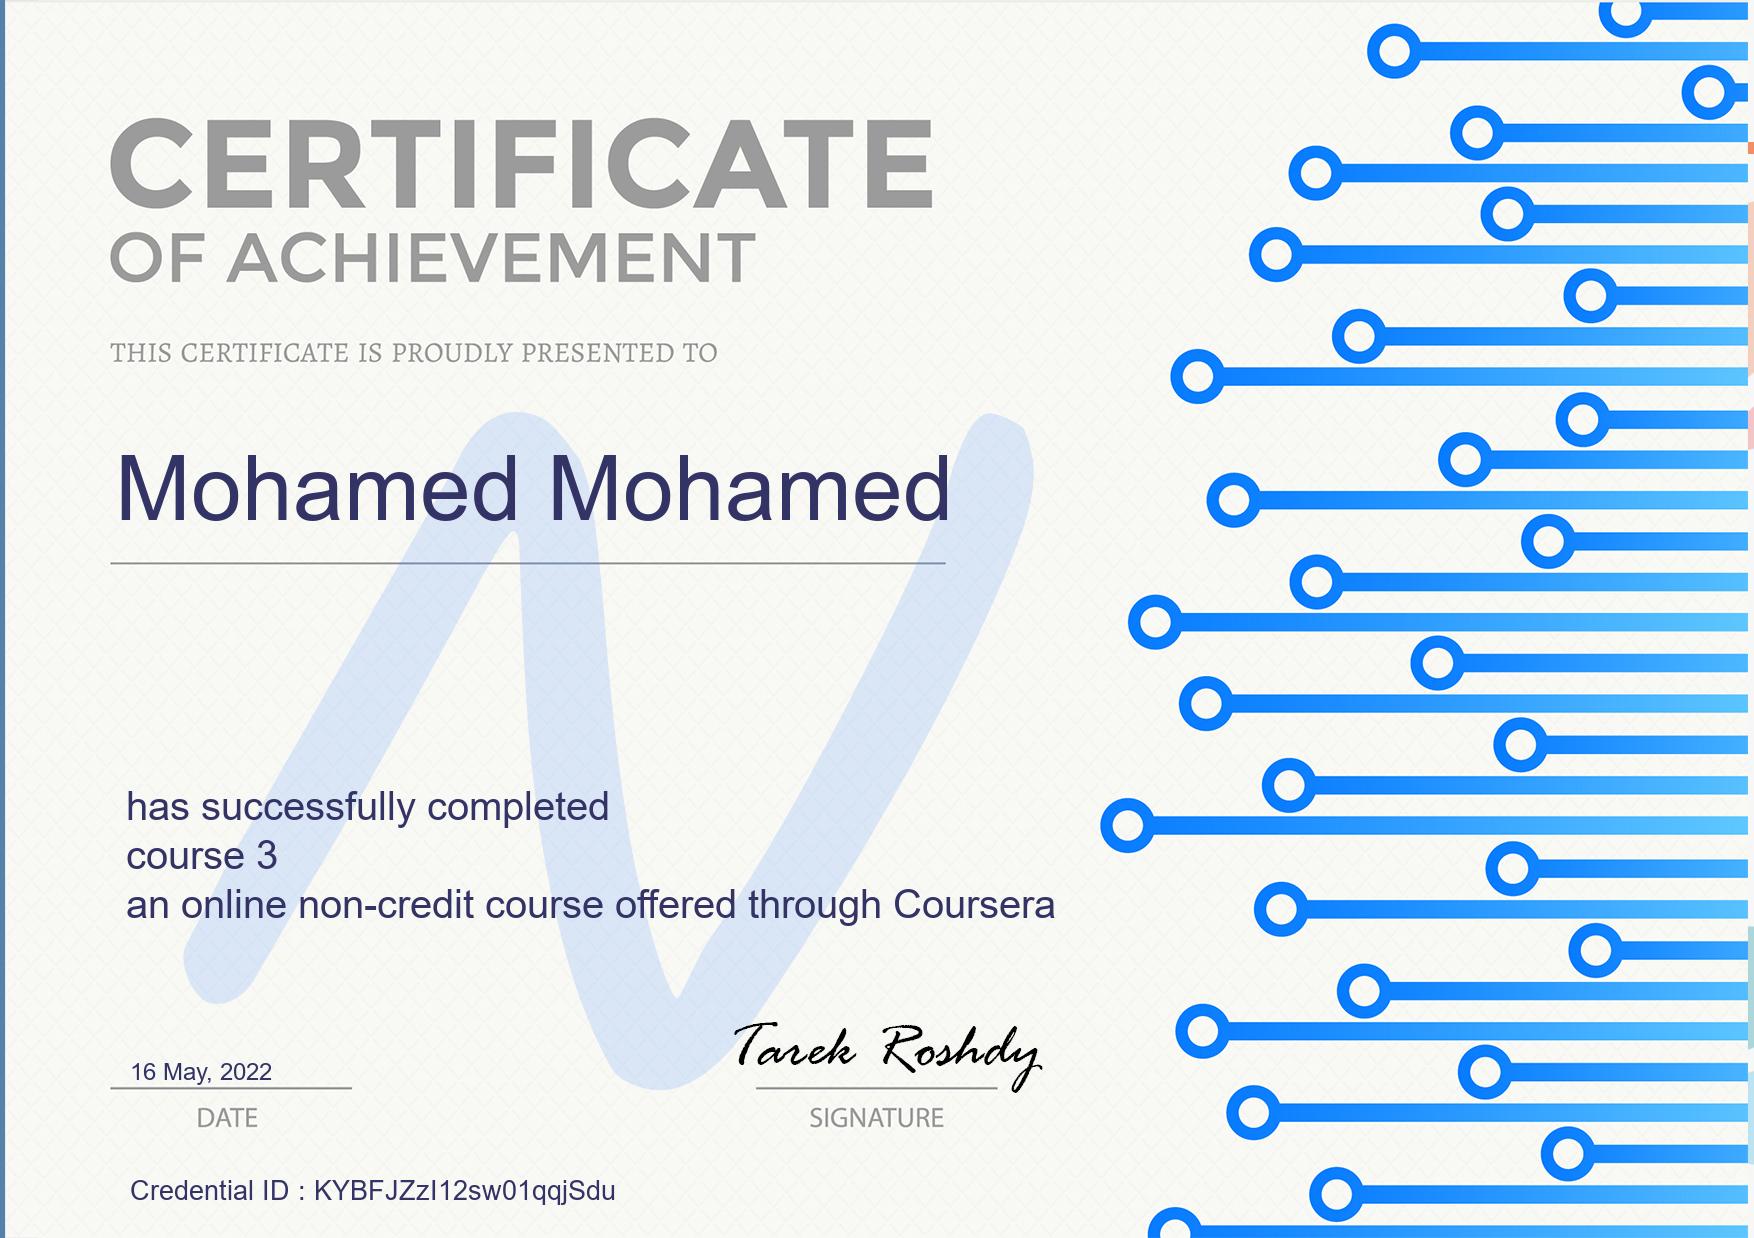 CERTIFICATE
OF ACHIEVEMENT
THIS CERTIFICATE IS PROUDLY PRESENTED TO
Mohamed Mohamed
has successfully completed
course 3
an online non-credit course offered through Coursera
Tarek Roshdy
16 May, 2022
DATE
SIGNATURE
Credential ID : KYBFJZzI12sw01qqjSdu